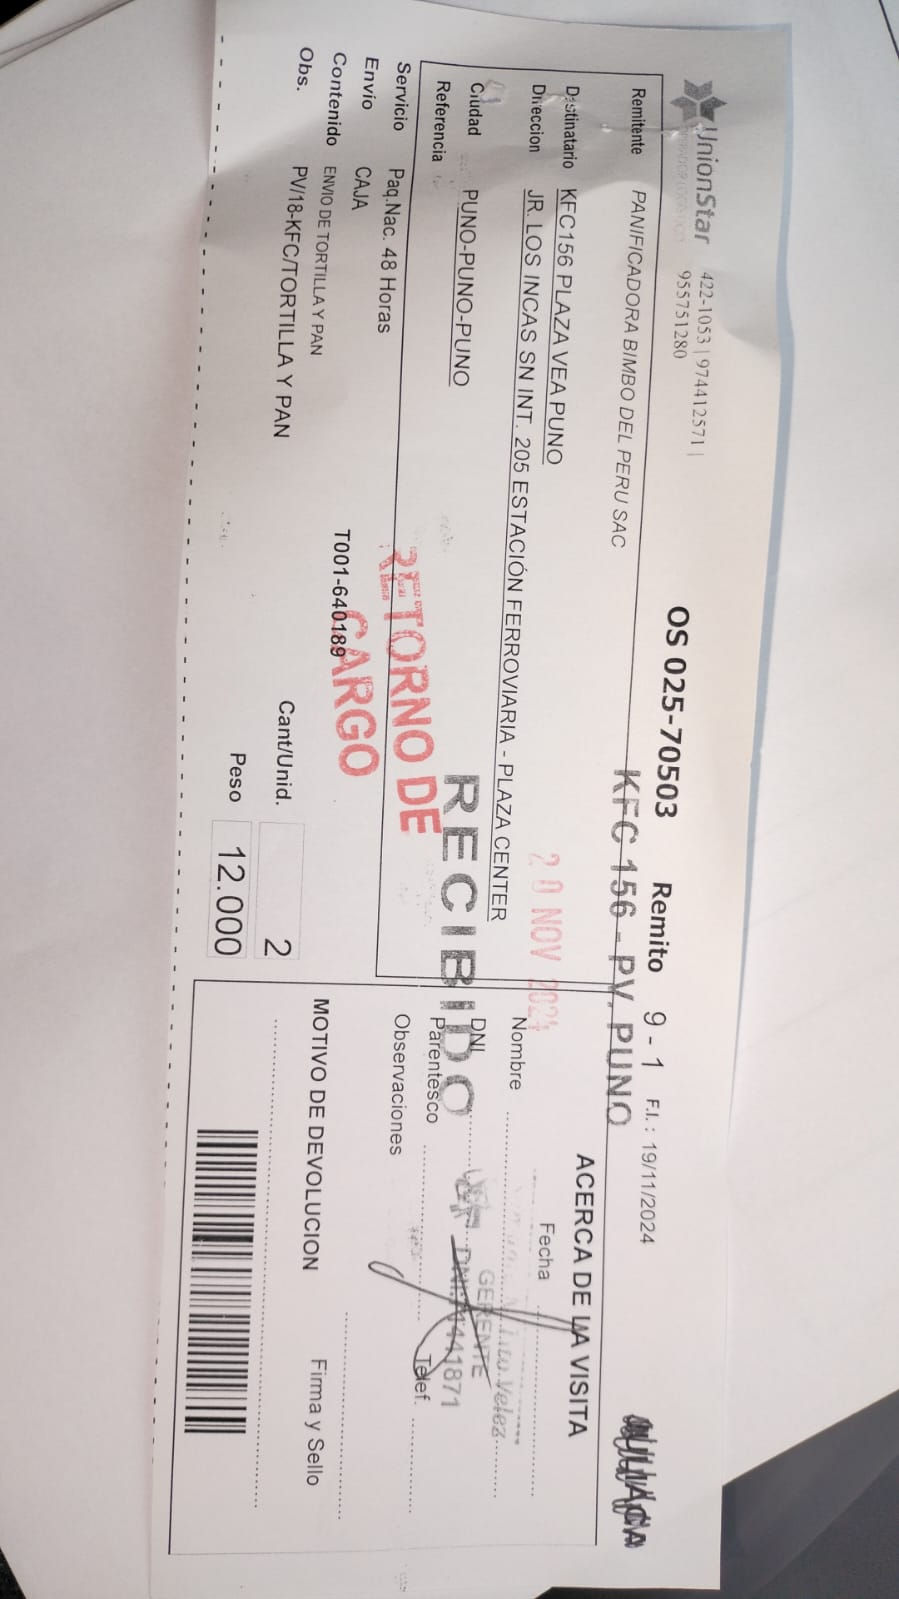 UnionStar 422-1053 | 974412571 |
955751280
OS 025-70503 Remito 9 - 1 F.I. : 19/11/2024
Remitente PANIFICADORA BIMBO DEL PERU SAC
KFC 156 - PV. PUNO
Destinatario KFC156 PLAZA VEA PUNO
Direccion JR. LOS INCAS SN INT. 205 ESTACIÓN FERROVIARIA - PLAZA CENTER
Ciudad PUNO-PUNO-PUNO
Referencia
20 NOV 2024
RECIBIDO
RETORNO DE
CARGO
Servicio Paq.Nac. 48 Horas
Envio CAJA
Contenido ENVIO DE TORTILLA Y PAN T001-640189
Obs. PV/18-KFC/TORTILLA Y PAN
Cant/Unid. 2
Peso 12.000
ACERCA DE LA VISITA
Fecha
Nombre
Velez
GERENTE
DNI
Parentesco Telef.
Observaciones
MOTIVO DE DEVOLUCION Firma y Sello